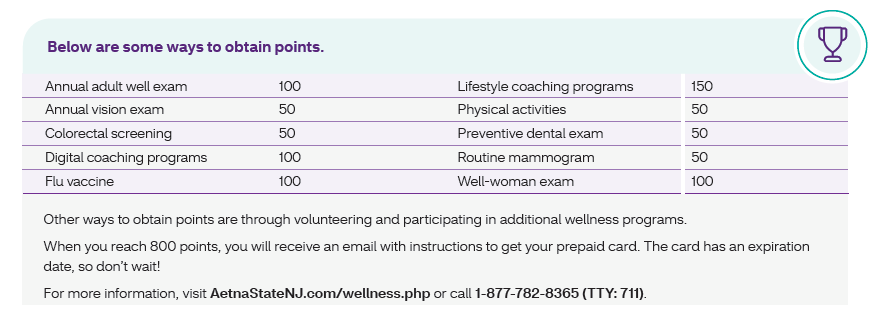 Below are some ways to obtain points.
Annual adult well exam 100 Lifestyle coaching programs 150
Annual vision exam 50 Physical activities 50
Colorectal screening 50 Preventive dental exam 50
Digital coaching programs 100 Routine mammogram 50
Flu vaccine 100 Well-woman exam 100
Other ways to obtain points are through volunteering and participating in additional wellness programs.
When you reach 800 points, you will receive an email with instructions to get your prepaid card. The card has an expiration
date, so don't wait!
For more information, visit AetnaStateNJ.com/wellness.php or call 1-877-782-8365 (TTY: 711).